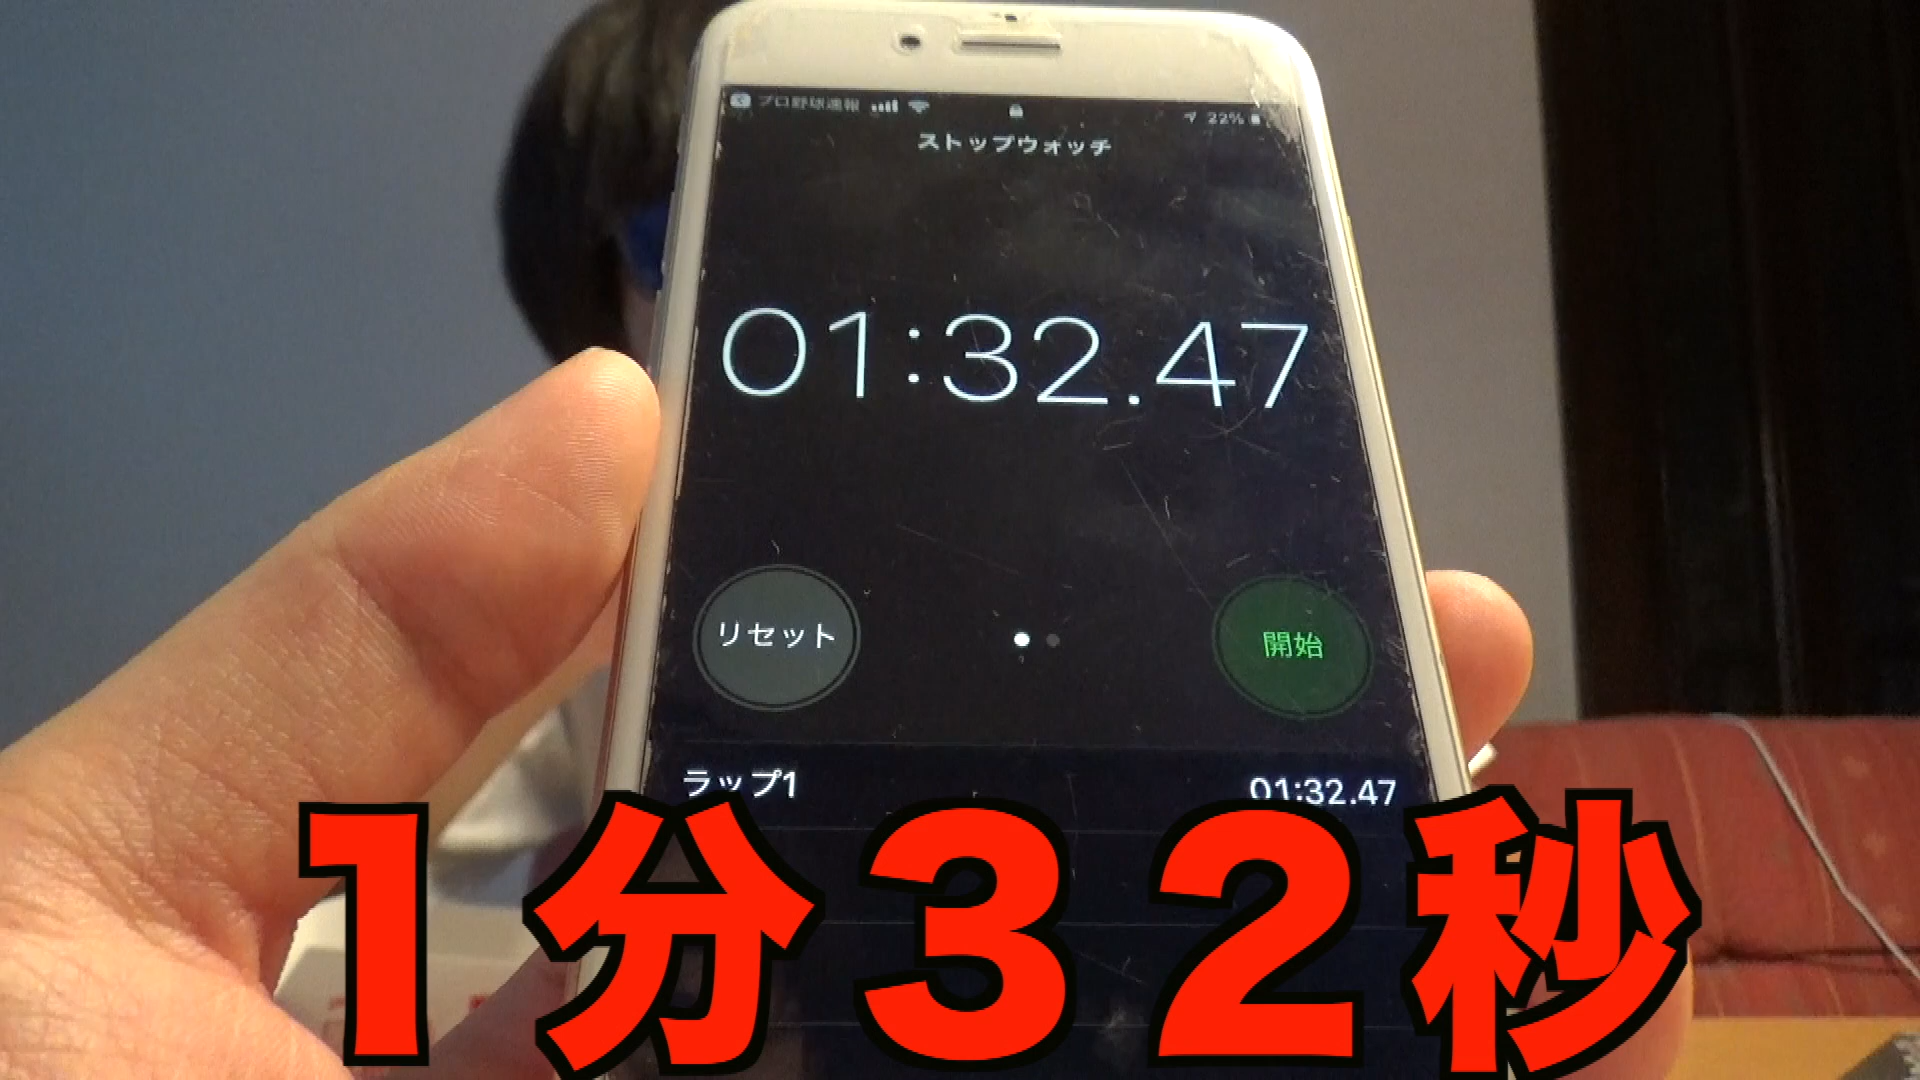 プロ野球速報 22%
ストップウォッチ
01:32.47
リセット 開始
ラップ1 01:32.47
1分32秒